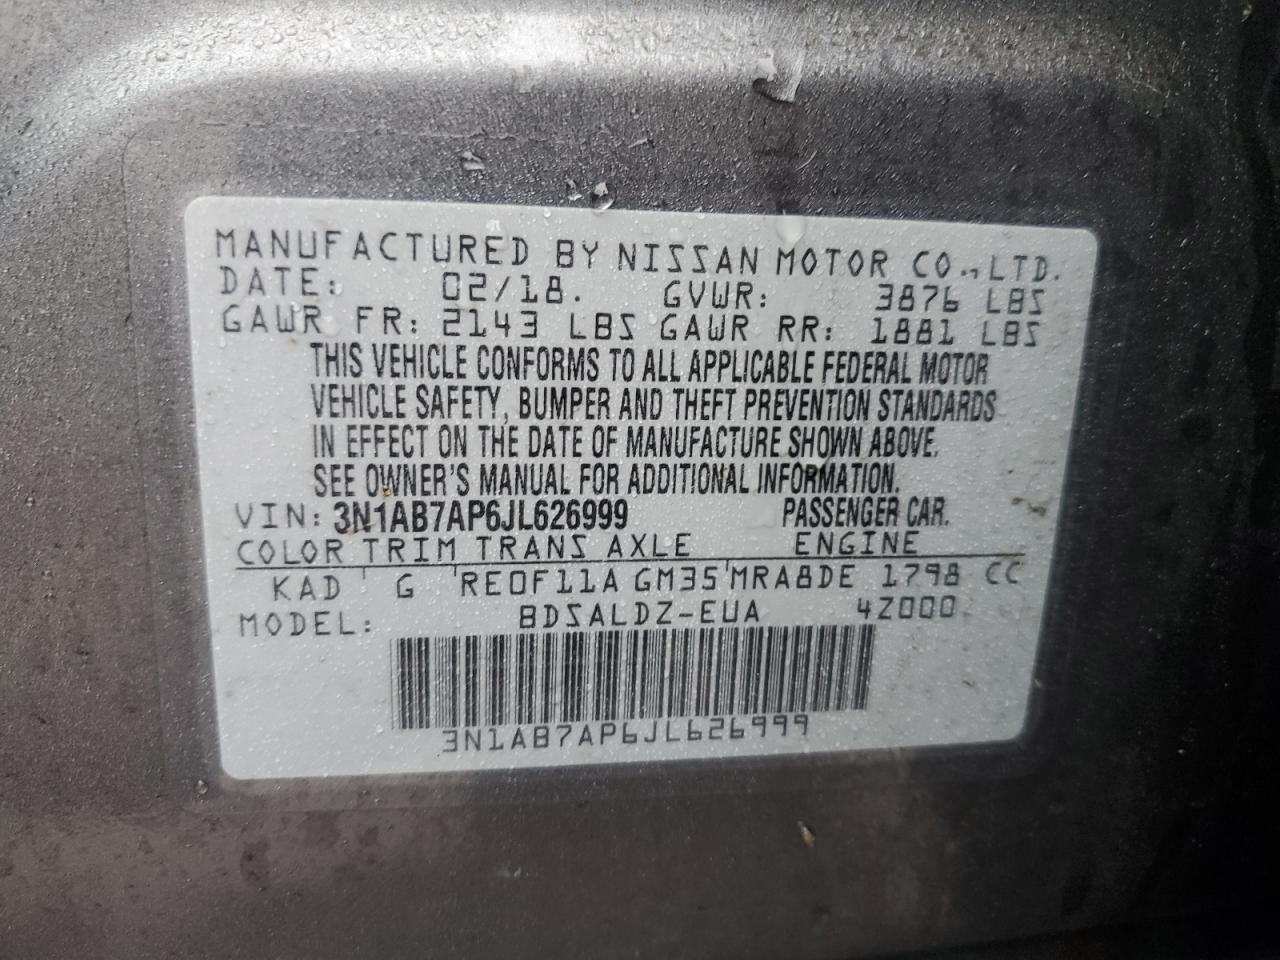 MANUFACTURED BY NISSAN MOTOR CO., LTD.
DATE: 02/18. GVWR: 3876 LBS
GAWR FR: 2143 LBS GAWR RR: 1881 LBS
THIS VEHICLE CONFORMS TO ALL APPLICABLE FEDERAL MOTOR
VEHICLE SAFETY, BUMPER AND THEFT PREVENTION STANDARDS
IN EFFECT ON THE DATE OF MANUFACTURE SHOWN ABOVE.
SEE OWNER'S MANUAL FOR ADDITIONAL INFORMATION.
VIN: 3N1AB7AP6JL626999 PASSENGER CAR.
COLOR TRIM TRANS AXLE ENGINE
KAD G RE0F11A GM35 MRA8DE 1798 CC
MODEL: BDSALDZ-EUA 4Z000
3N1AB7AP6JL626999